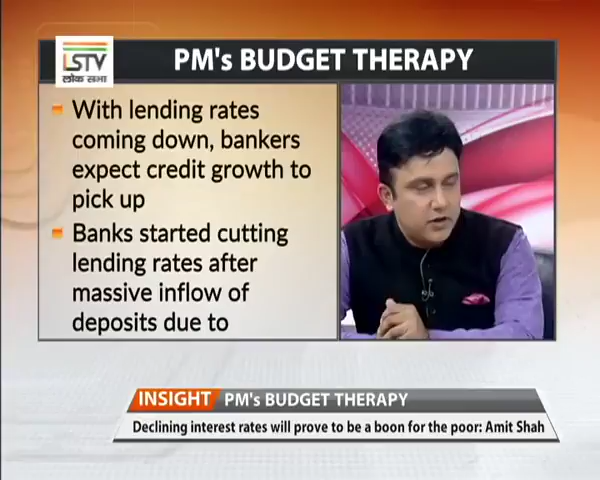 LSTV
लोक सभा
PM's BUDGET THERAPY
With lending rates
coming down, bankers
expect credit growth to
pick up
Banks started cutting
lending rates after
massive inflow of
deposits due to
INSIGHT PM's BUDGET THERAPY
Declining interest rates will prove to be a boon for the poor: Amit Shah